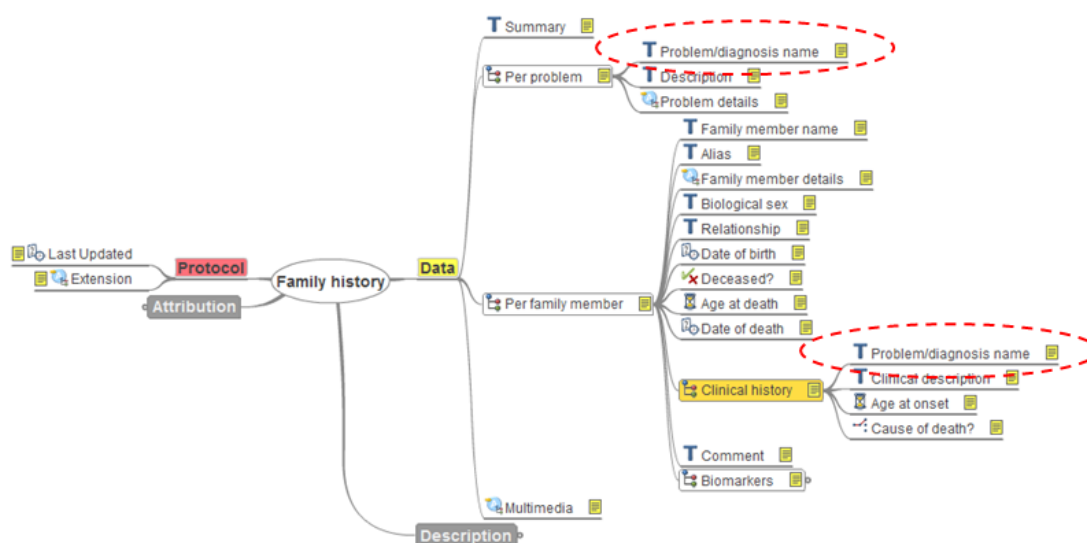 Summary
Problem/diagnosis name
Per problem
Description
Problem details
Family member name
Alias
Family member details
Biological sex
Relationship
Last Updated
Protocol
Extension
Attribution
Family history
Data
Date of birth
Deceased?
Per family member
Age at death
Date of death
Problem/diagnosis name
Clinical history
Clinical description
Age at onset
Cause of death?
Comment
Biomarkers
Multimedia
Description